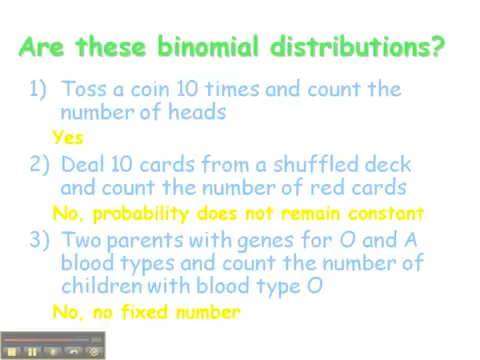 Are these binomial distributions?
1) Toss a coin 10 times and count the
number of heads
Yes
2) Deal 10 cards from a shuffled deck
and count the number of red cards
No, probability does not remain constant
3) Two parents with genes for O and A
blood types and count the number of
children with blood type O
No, no fixed number